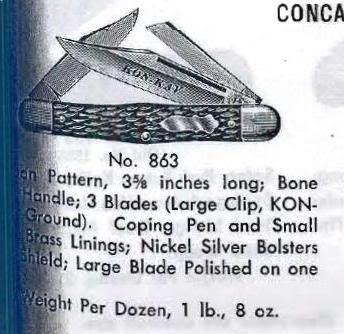 CONCA
KON-KAV
No. 863
on Pattern, 3⅝ inches long; Bone
Handle; 3 Blades (Large Clip, KON-
Ground). Coping Pen and Small
Brass Linings; Nickel Silver Bolsters
Shield; Large Blade Polished on one
Weight Per Dozen, 1 lb., 8 oz.